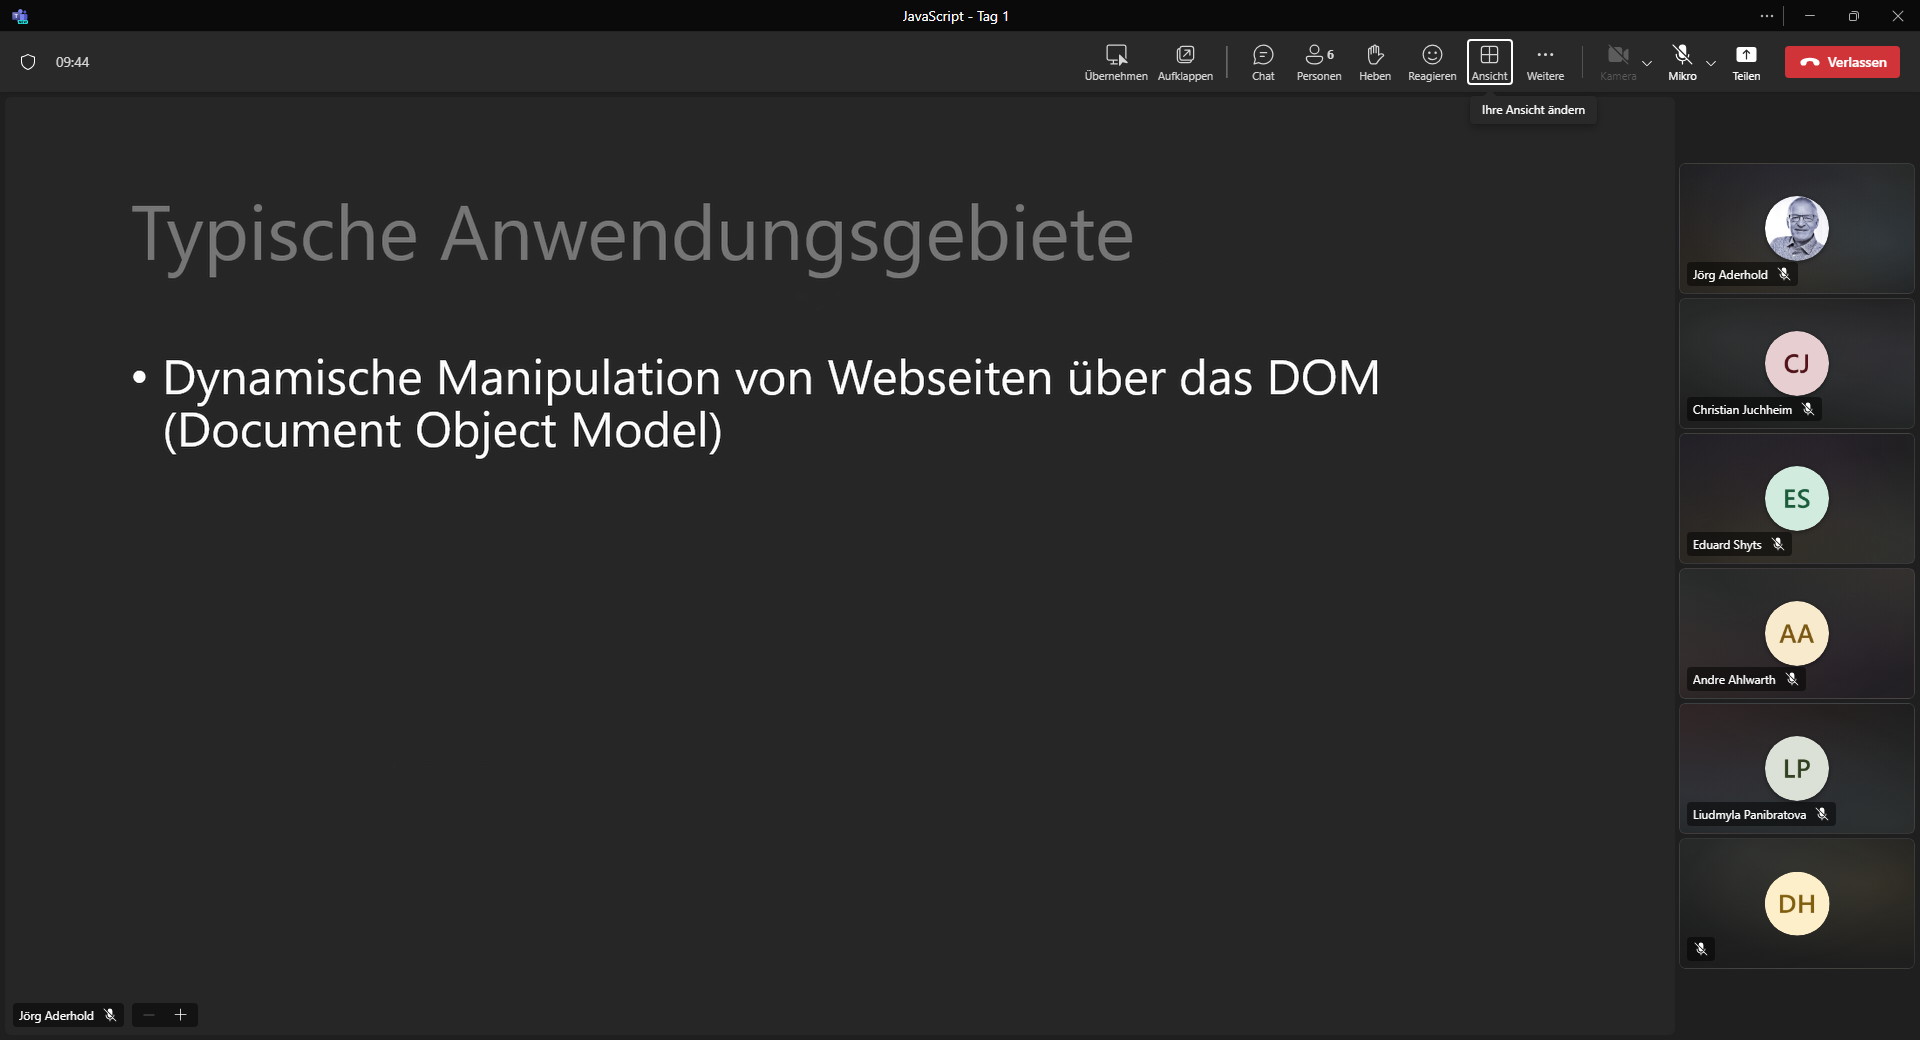 JavaScript - Tag 1
09:44
Übernehmen
Aufklappen
Chat
6
Personen
Heben
Reagieren
Ansicht
Weitere
Kamera
Mikro
Teilen
Verlassen
Ihre Ansicht ändern
Typische Anwendungsgebiete
• Dynamische Manipulation von Webseiten über das DOM
(Document Object Model)
Jörg Aderhold
CJ
Christian Juchheim
ES
Eduard Shyts
AA
Andre Ahlwarth
LP
Liudmyla Panibratova
DH
Jörg Aderhold